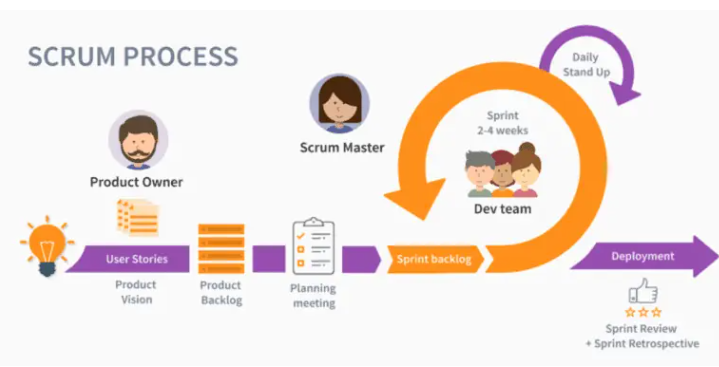 SCRUM PROCESS
Daily
Stand Up
Sprint
2-4 weeks
Scrum Master
Product Owner
Dev team
User Stories
Sprint backlog
Deployment
Product
Vision
Product
Backlog
Planning
meeting
Sprint Review
+ Sprint Retrospective